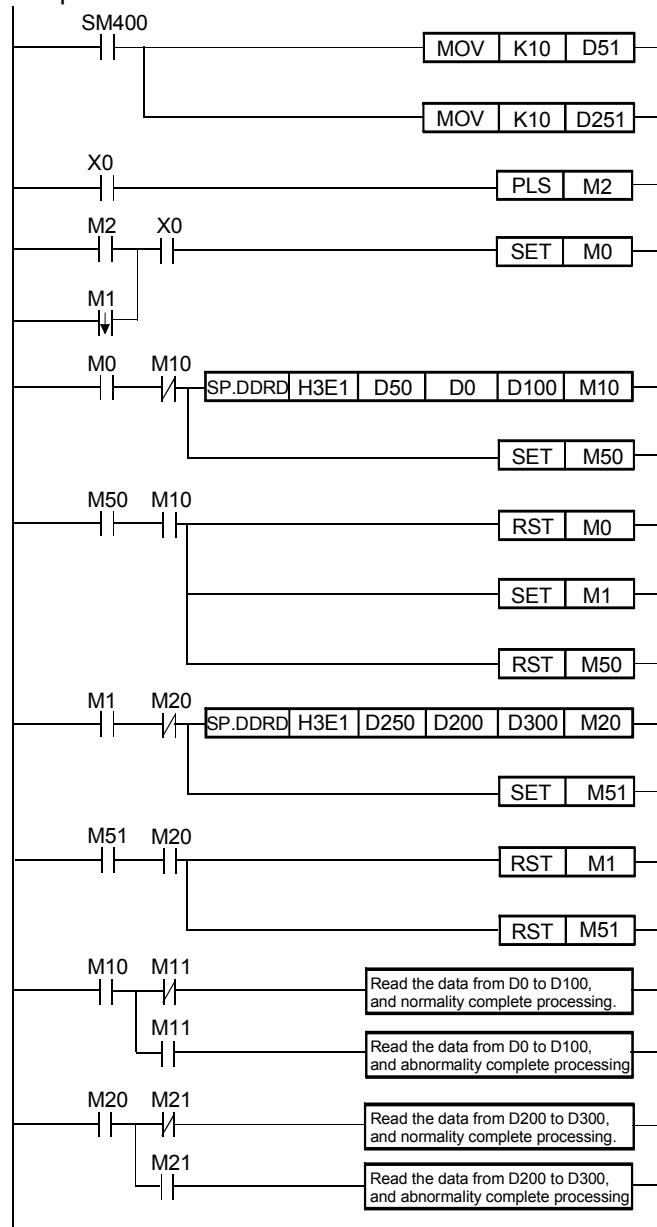 SM400
MOV K10 D51
MOV K10 D251
X0
PLS M2
M2 X0
SET M0
M1
M0 M10
SP.DDRD H3E1 D50 D0 D100 M10
SET M50
M50 M10
RST M0
SET M1
RST M50
M1 M20
SP.DDRD H3E1 D250 D200 D300 M20
SET M51
M51 M20
RST M1
RST M51
M10 M11
Read the data from D0 to D100,
and normality complete processing.
M11
Read the data from D0 to D100,
and abnormality complete processing
M20 M21
Read the data from D200 to D300,
and normality complete processing.
M21
Read the data from D200 to D300,
and abnormality complete processing